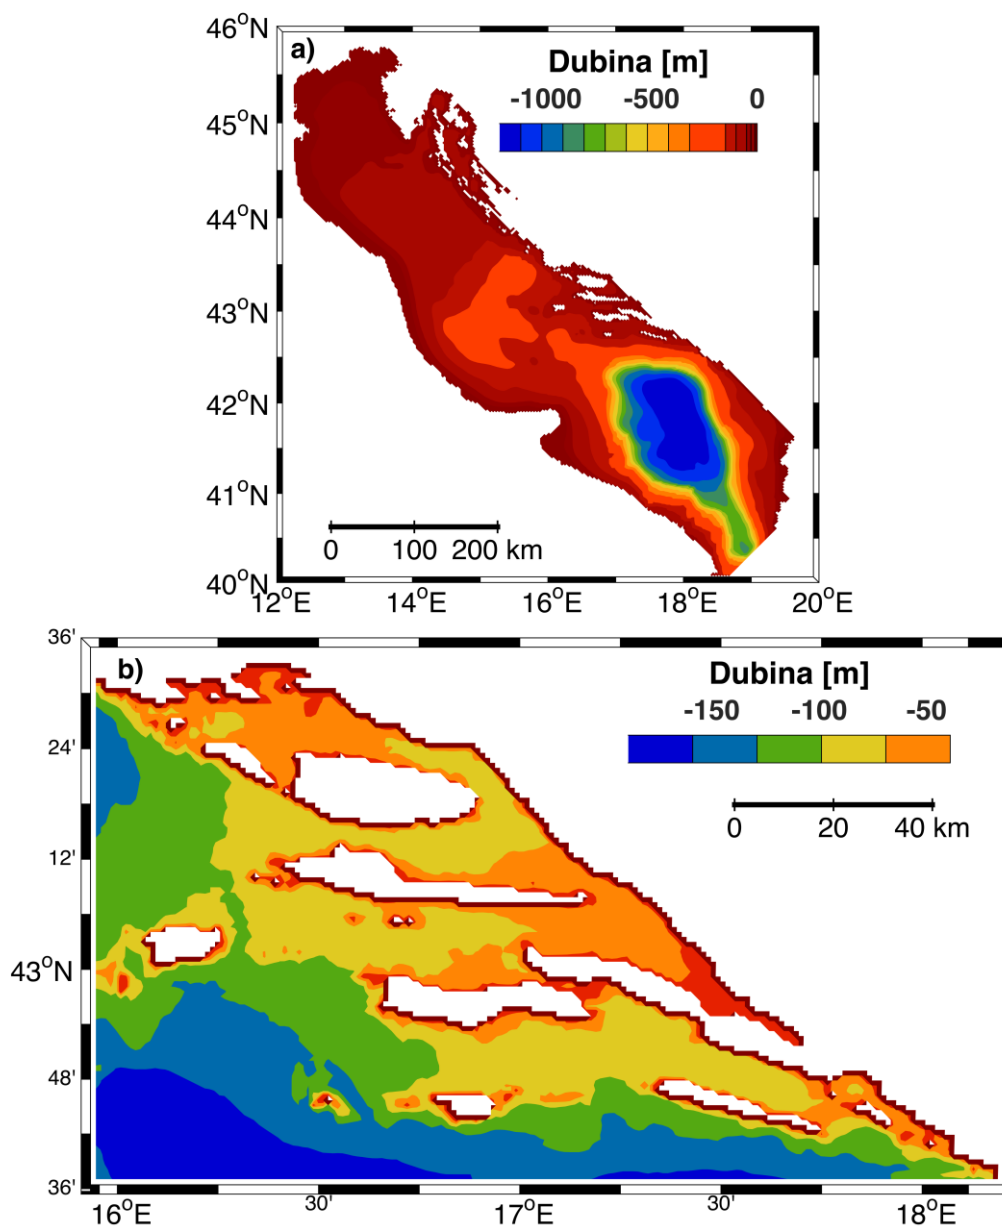 46°N
a)
Dubina [m]
-1000 -500 0
45°N
44°N
43°N
42°N
41°N
0 100 200 km
40°N
12°E 14°E 16°E 18°E 20°E
36'
b)
Dubina [m]
-150 -100 -50
24'
0 20 40 km
12'
43°N
48'
36'
16°E 30' 17°E 30' 18°E